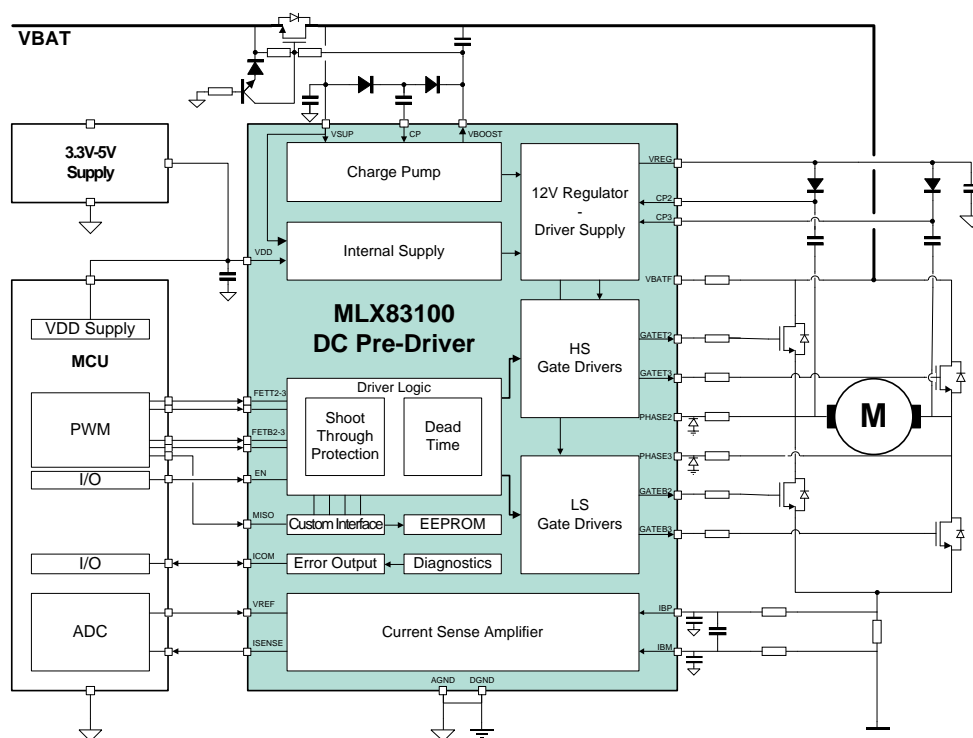 VBAT
3.3V-5V
Supply
VSUP
CP
VBOOST
Charge Pump
12V Regulator
-
Driver Supply
VREG
CP2
CP3
VDD
Internal Supply
VBATF
MLX83100
DC Pre-Driver
VDD Supply
MCU
HS
Gate Drivers
GATET2
GATET3
PHASE2
PHASE3
M
Driver Logic
Shoot
Through
Protection
Dead
Time
FETT2-3
FETB2-3
PWM
EN
I/O
MISO
Custom Interface
EEPROM
LS
Gate Drivers
GATEB2
GATEB3
I/O
ICOM
Error Output
Diagnostics
ADC
VREF
ISENSE
Current Sense Amplifier
IBP
IBM
AGND
DGND